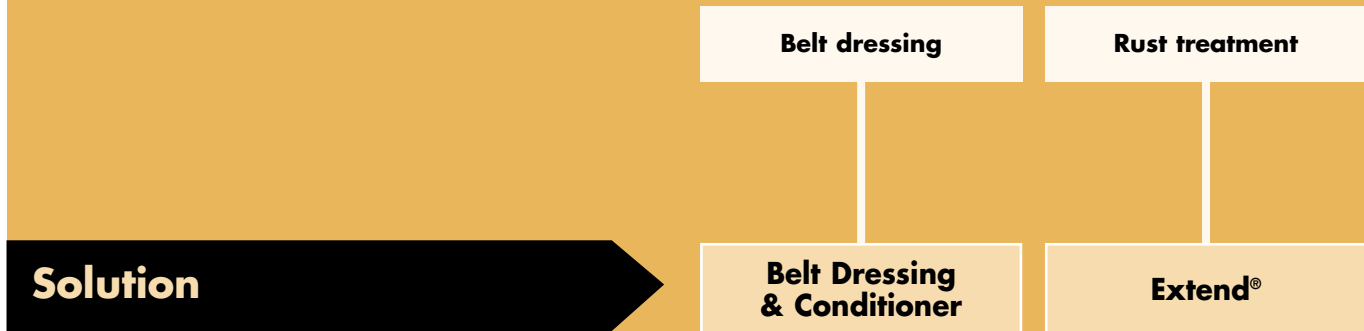 Belt dressing
Rust treatment
Solution
Belt Dressing
& Conditioner
Extend®